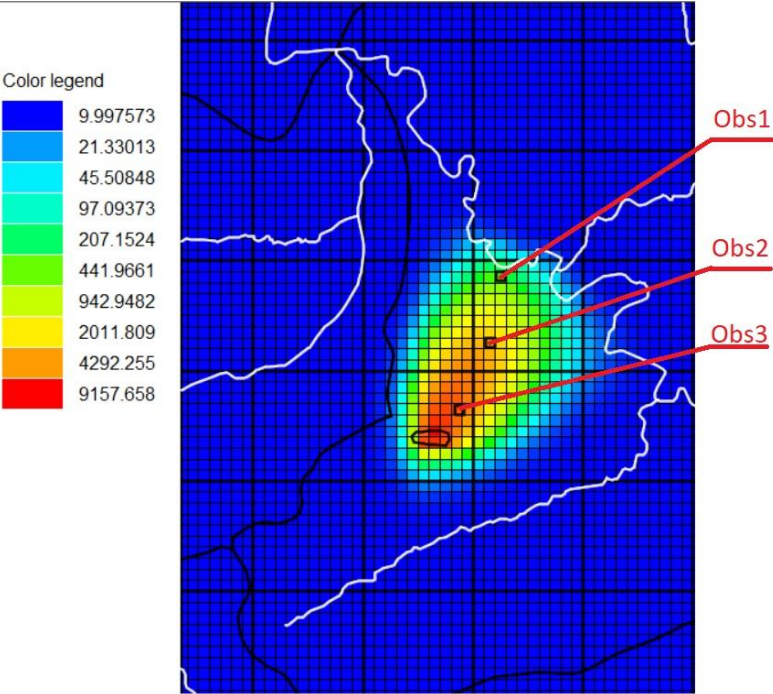 Color legend
9.997573
21.33013
45.50848
97.09373
207.1524
441.9661
942.9482
2011.809
4292.255
9157.658
Obs1
Obs2
Obs3